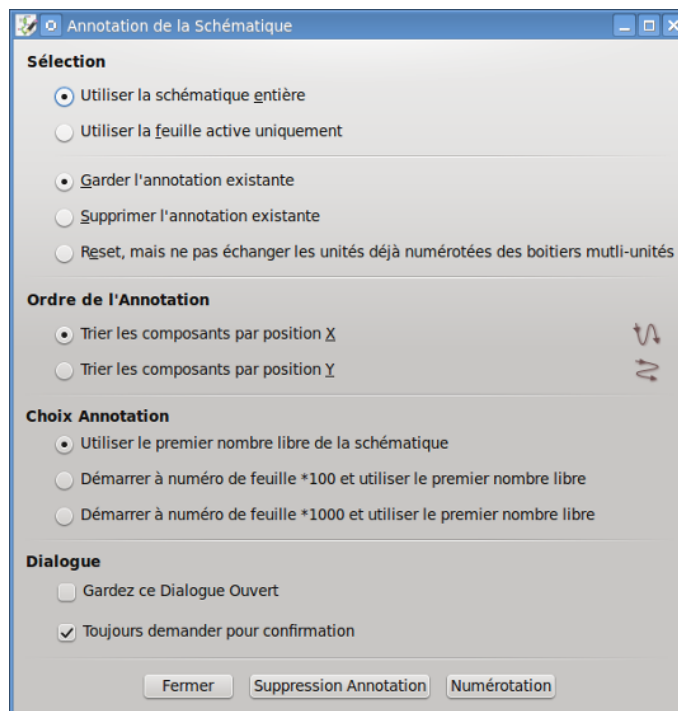 Annotation de la Schématique
Sélection
Utiliser la schématique entière
Utiliser la feuille active uniquement
Garder l'annotation existante
Supprimer l'annotation existante
Reset, mais ne pas échanger les unités déjà numérotées des boitiers mutli-unités
Ordre de l'Annotation
Trier les composants par position X
Trier les composants par position Y
Choix Annotation
Utiliser le premier nombre libre de la schématique
Démarrer à numéro de feuille *100 et utiliser le premier nombre libre
Démarrer à numéro de feuille *1000 et utiliser le premier nombre libre
Dialogue
Gardez ce Dialogue Ouvert
Toujours demander pour confirmation
Fermer Suppression Annotation Numérotation